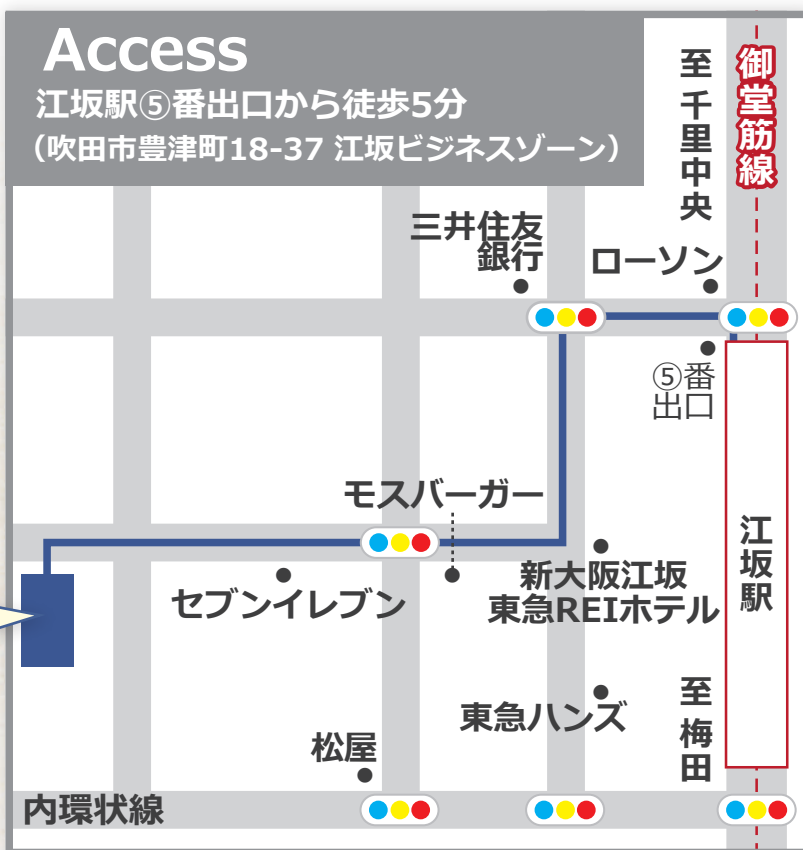 Access
江坂駅⑤番出口から徒歩5分
（吹田市豊津町18-37 江坂ビジネスゾーン）
至 千里中央
御堂筋線
三井住友
銀行
ローソン
⑤番
出口
モスバーガー
江坂駅
セブンイレブン
新大阪江坂
東急REIホテル
東急ハンズ
至 梅田
松屋
内環状線